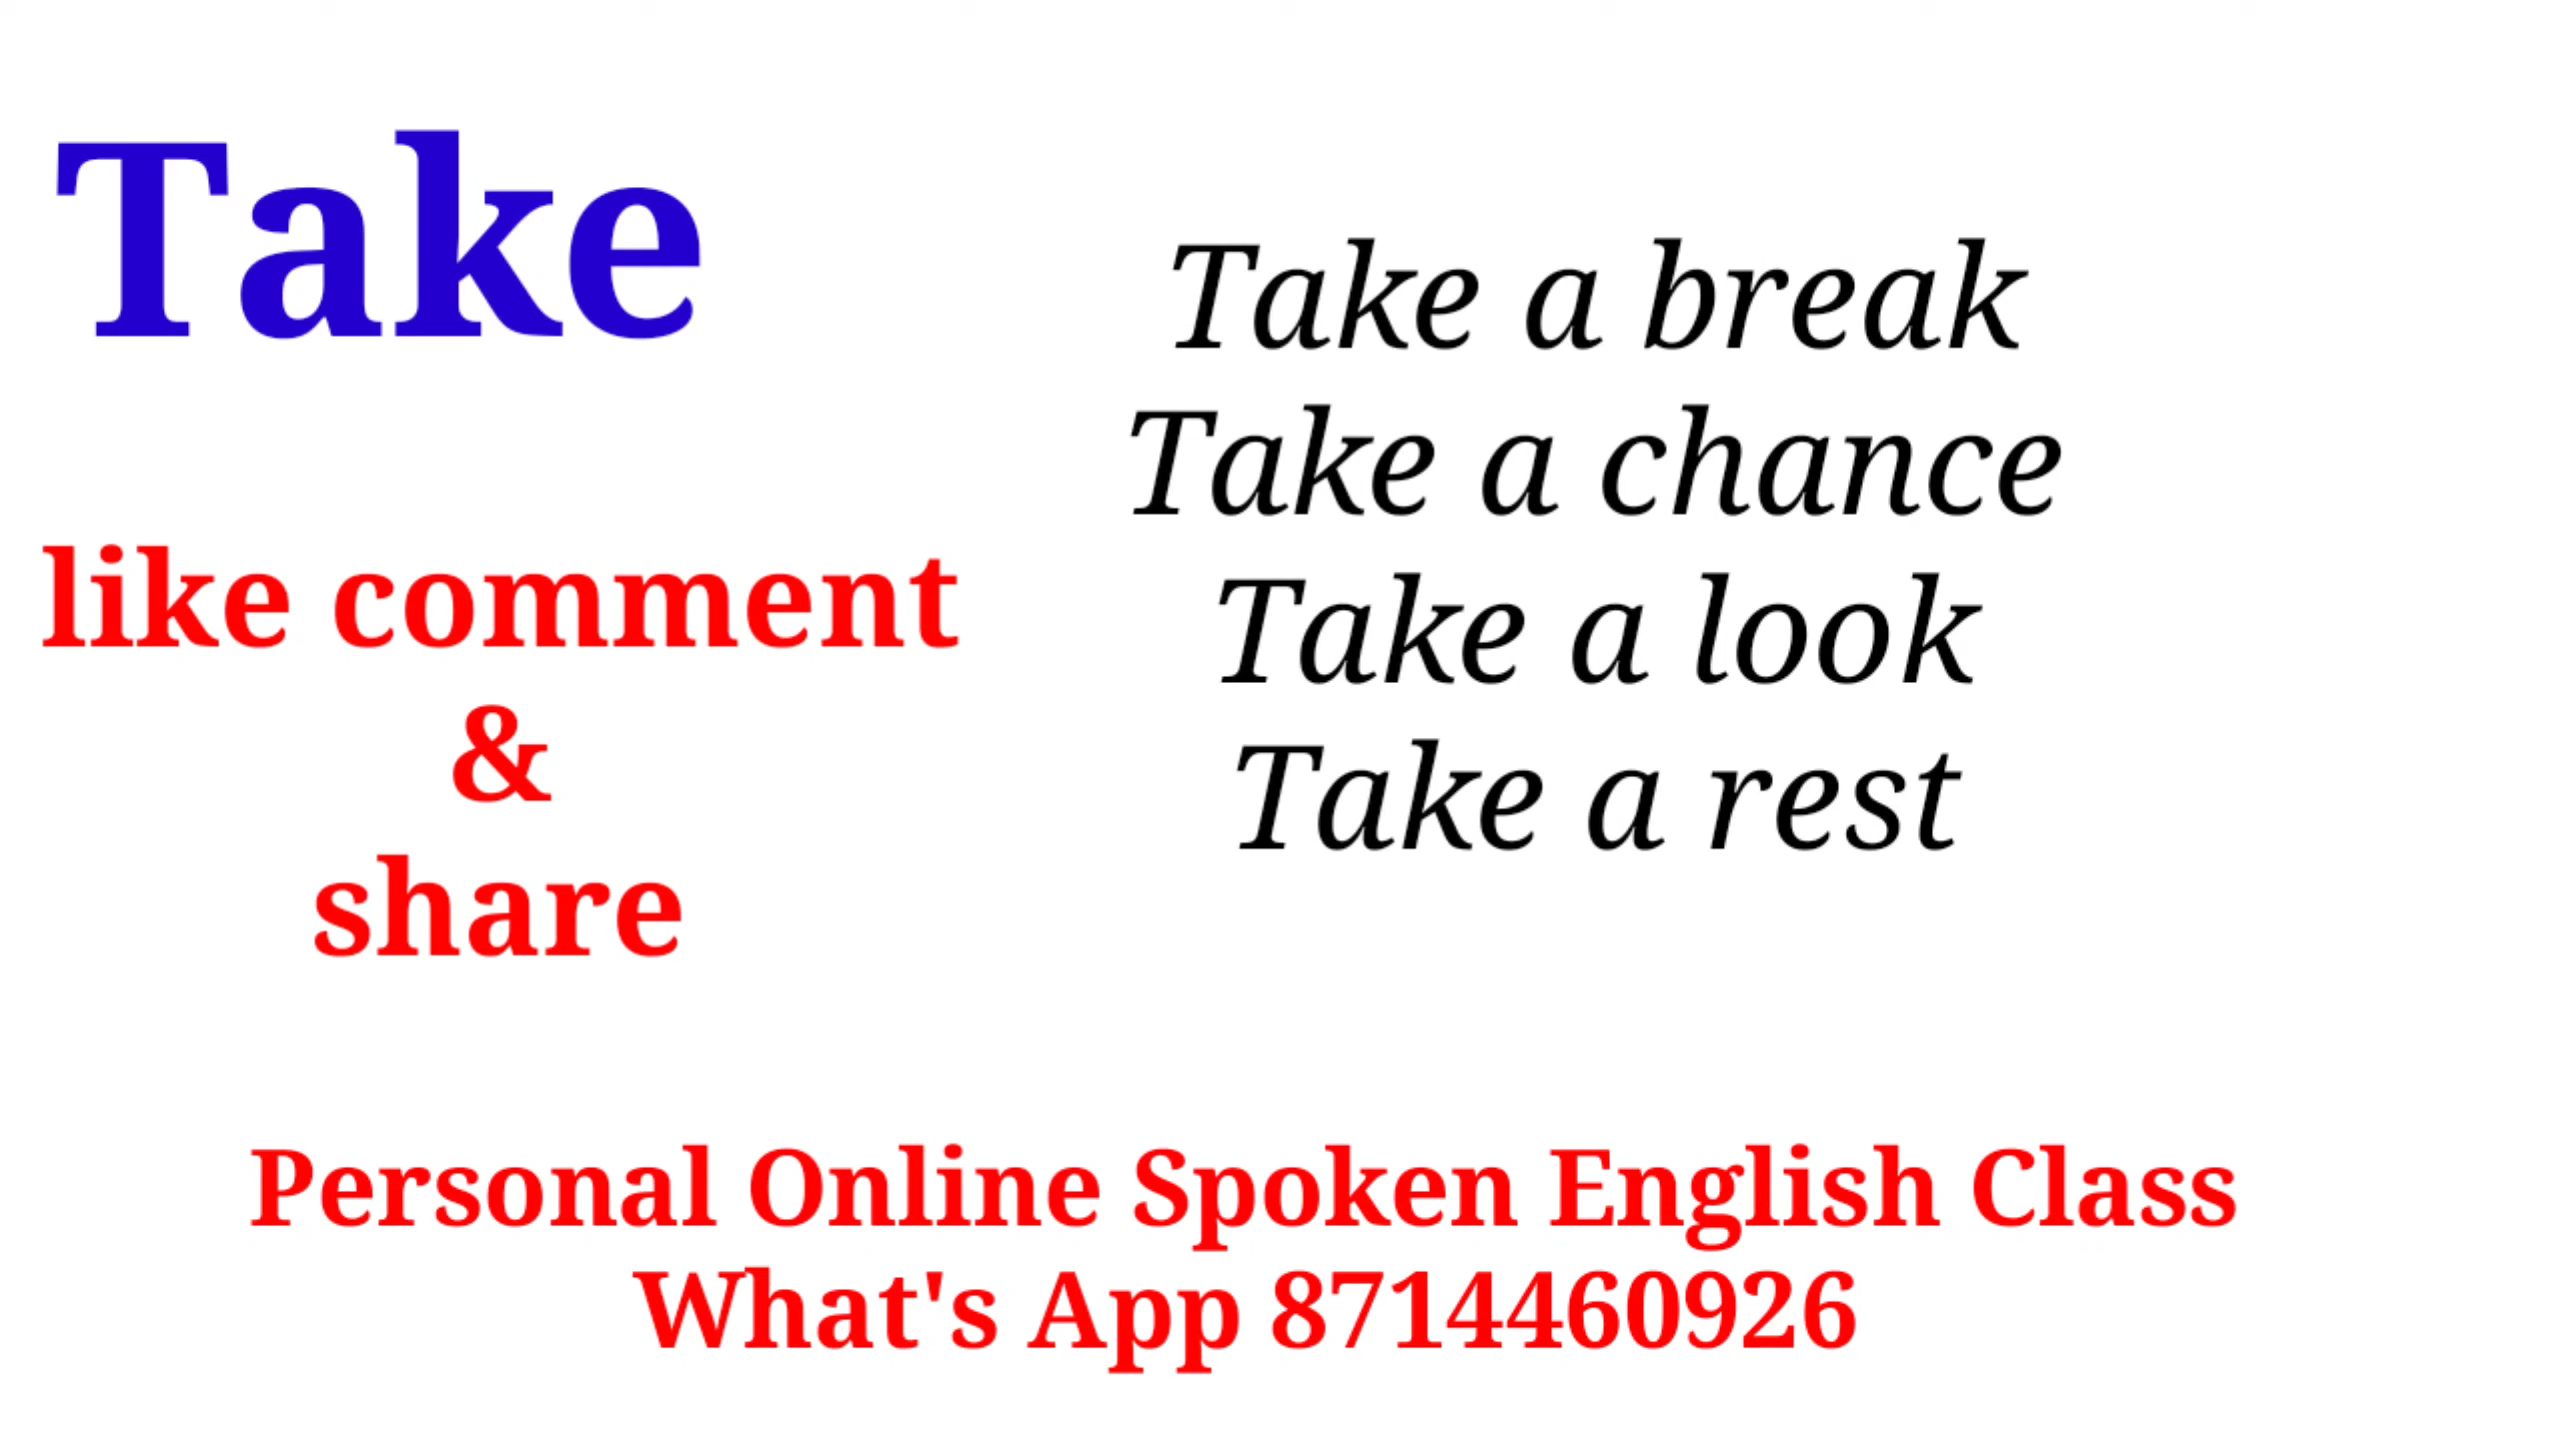 Take
Take a break
Take a chance
Take a look
Take a rest
like comment
&
share
Personal Online Spoken English Class
What's App 8714460926